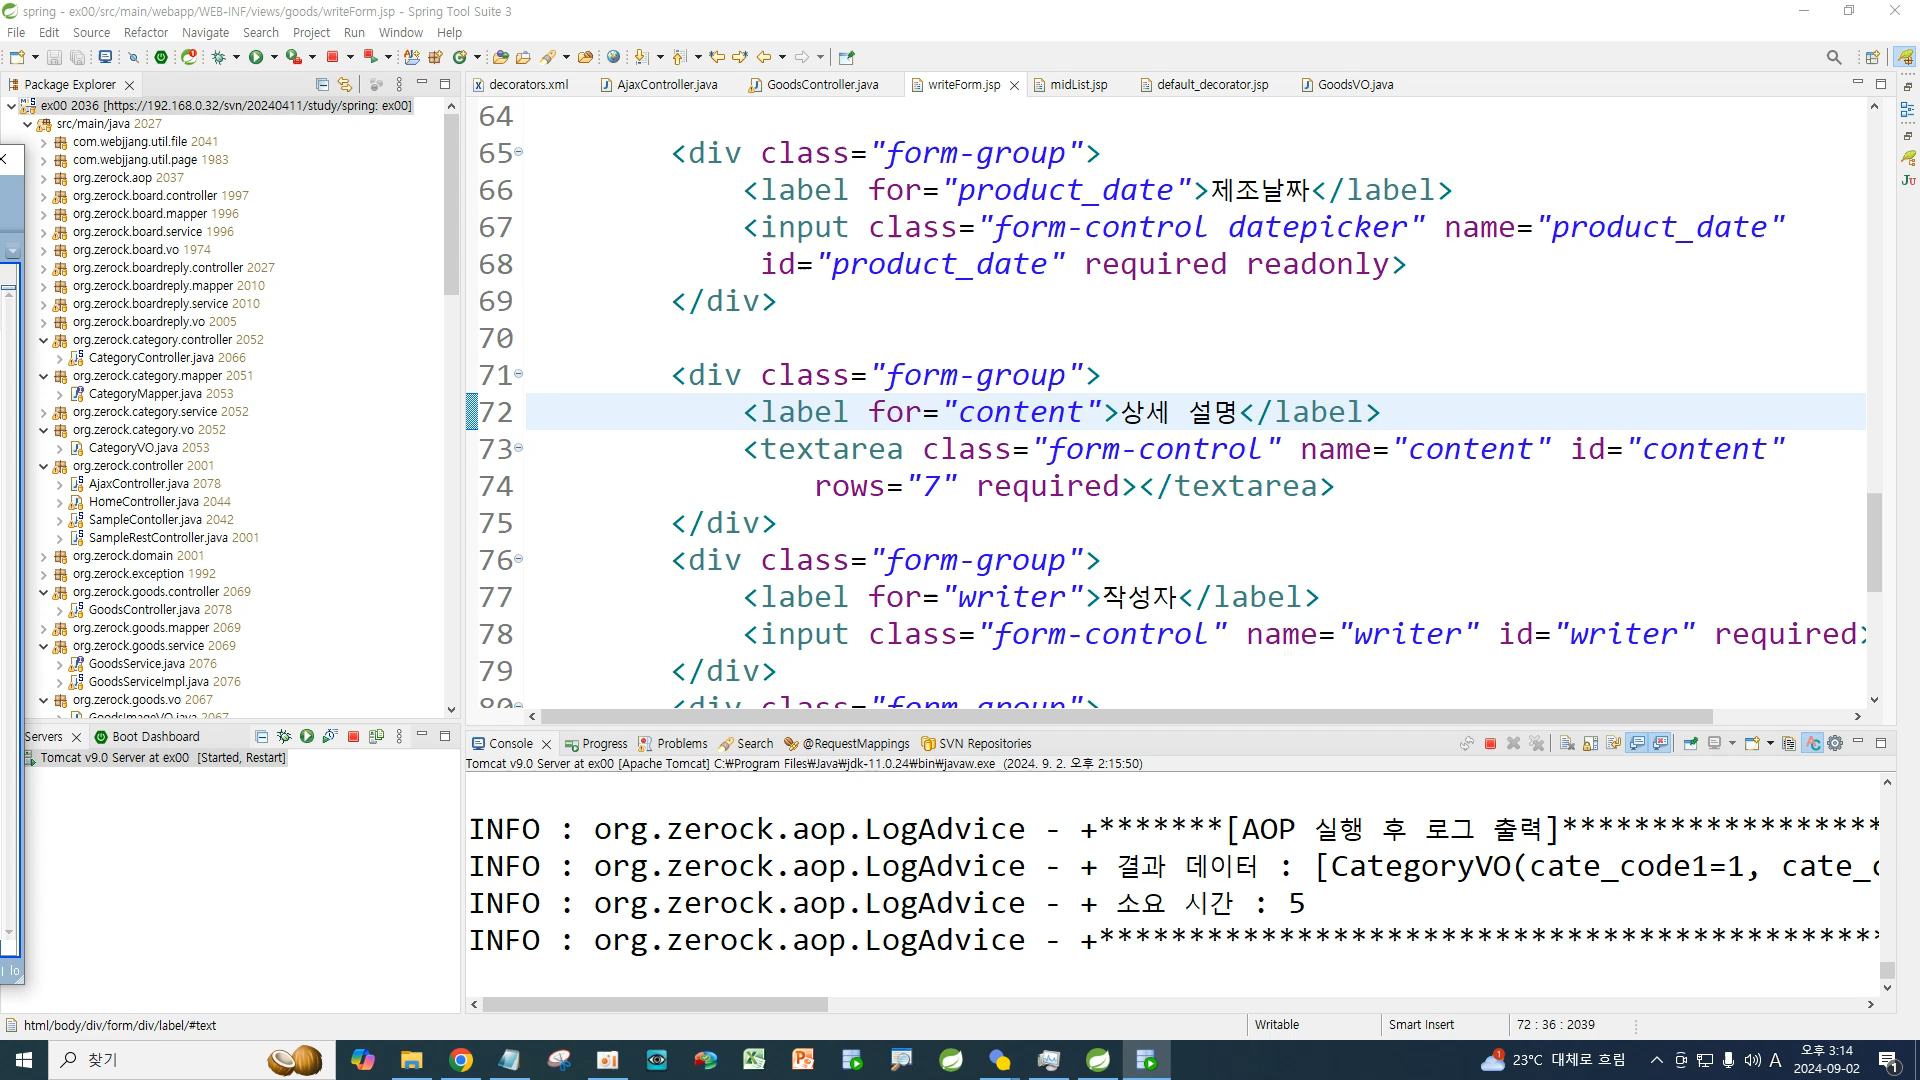 spring - ex00/src/main/webapp/WEB-INF/views/goods/writeForm.jsp - Spring Tool Suite 3
File Edit Source Refactor Navigate Search Project Run Window Help
Package Explorer
decorators.xml AjaxController.java GoodsController.java writeForm.jsp midList.jsp default_decorator.jsp GoodsVO.java
ex00 2036 [https://192.168.0.32/svn/20240411/study/spring: ex00]
src/main/java 2027
com.webjjang.util.file 2041
com.webjjang.util.page 1983
org.zerock.aop 2037
org.zerock.board.controller 1997
org.zerock.board.mapper 1996
org.zerock.board.service 1996
org.zerock.board.vo 1974
org.zerock.boardreply.controller 2027
org.zerock.boardreply.mapper 2010
org.zerock.boardreply.service 2010
org.zerock.boardreply.vo 2005
org.zerock.category.controller 2052
CategoryController.java 2066
org.zerock.category.mapper 2051
CategoryMapper.java 2053
org.zerock.category.service 2052
org.zerock.category.vo 2052
CategoryVO.java 2053
org.zerock.controller 2001
AjaxController.java 2078
HomeController.java 2044
SampleContoller.java 2042
SampleRestController.java 2001
org.zerock.domain 2001
org.zerock.exception 1992
org.zerock.goods.controller 2069
GoodsController.java 2078
org.zerock.goods.mapper 2069
org.zerock.goods.service 2069
GoodsService.java 2076
GoodsServiceImpl.java 2076
org.zerock.goods.vo 2067
GoodsImageVO.java 2067
64
65 <div class="form-group">
66 <label for="product_date">제조날짜</label>
67 <input class="form-control datepicker" name="product_date"
68 id="product_date" required readonly>
69 </div>
70
71 <div class="form-group">
72 <label for="content">상세 설명</label>
73 <textarea class="form-control" name="content" id="content"
74 rows="7" required></textarea>
75 </div>
76 <div class="form-group">
77 <label for="writer">작성자</label>
78 <input class="form-control" name="writer" id="writer" required>
79 </div>
80 <div class="form-group">
Servers Boot Dashboard
Tomcat v9.0 Server at ex00 [Started, Restart]
Console Progress Problems Search @RequestMappings SVN Repositories
Tomcat v9.0 Server at ex00 [Apache Tomcat] C:₩Program Files₩Java₩jdk-11.0.24₩bin₩javaw.exe (2024. 9. 2. 오후 2:15:50)
INFO : org.zerock.aop.LogAdvice - +*******[AOP 실행 후 로그 출력]******************
INFO : org.zerock.aop.LogAdvice - + 결과 데이터 : [CategoryVO(cate_code1=1, cate_c
INFO : org.zerock.aop.LogAdvice - + 소요 시간 : 5
INFO : org.zerock.aop.LogAdvice - +********************************************
lo
html/body/div/form/div/label/#text Writable Smart Insert 72 : 36 : 2039
찾기
23°C 대체로 흐림
A
오후 3:14
2024-09-02
1